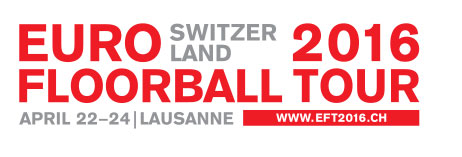 EURO SWITZER LAND 2016
FLOORBALL TOUR
APRIL 22–24 | LAUSANNE WWW.EFT2016.CH